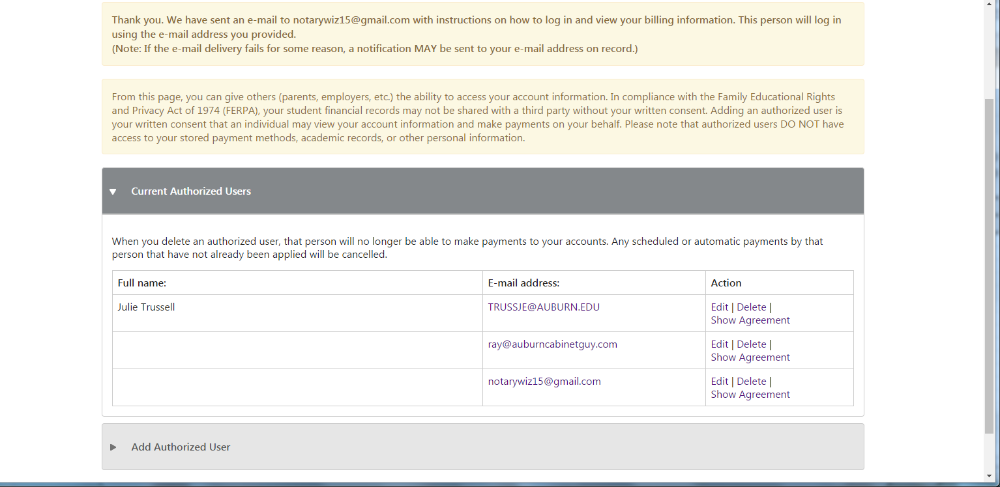 Thank you. We have sent an e-mail to notarywiz15@gmail.com with instructions on how to log in and view your billing information. This person will log in
using the e-mail address you provided.
(Note: If the e-mail delivery fails for some reason, a notification MAY be sent to your e-mail address on record.)
From this page, you can give others (parents, employers, etc.) the ability to access your account information. In compliance with the Family Educational Rights
and Privacy Act of 1974 (FERPA), your student financial records may not be shared with a third party without your written consent. Adding an authorized user is
your written consent that an individual may view your account information and make payments on your behalf. Please note that authorized users DO NOT have
access to your stored payment methods, academic records, or other personal information.
Current Authorized Users
When you delete an authorized user, that person will no longer be able to make payments to your accounts. Any scheduled or automatic payments by that
person that have not already been applied will be cancelled.
Full name: E-mail address: Action
Julie Trussell TRUSSJE@AUBURN.EDU Edit | Delete |
Show Agreement
ray@auburncabinetguy.com Edit | Delete |
Show Agreement
notarywiz15@gmail.com Edit | Delete |
Show Agreement
Add Authorized User